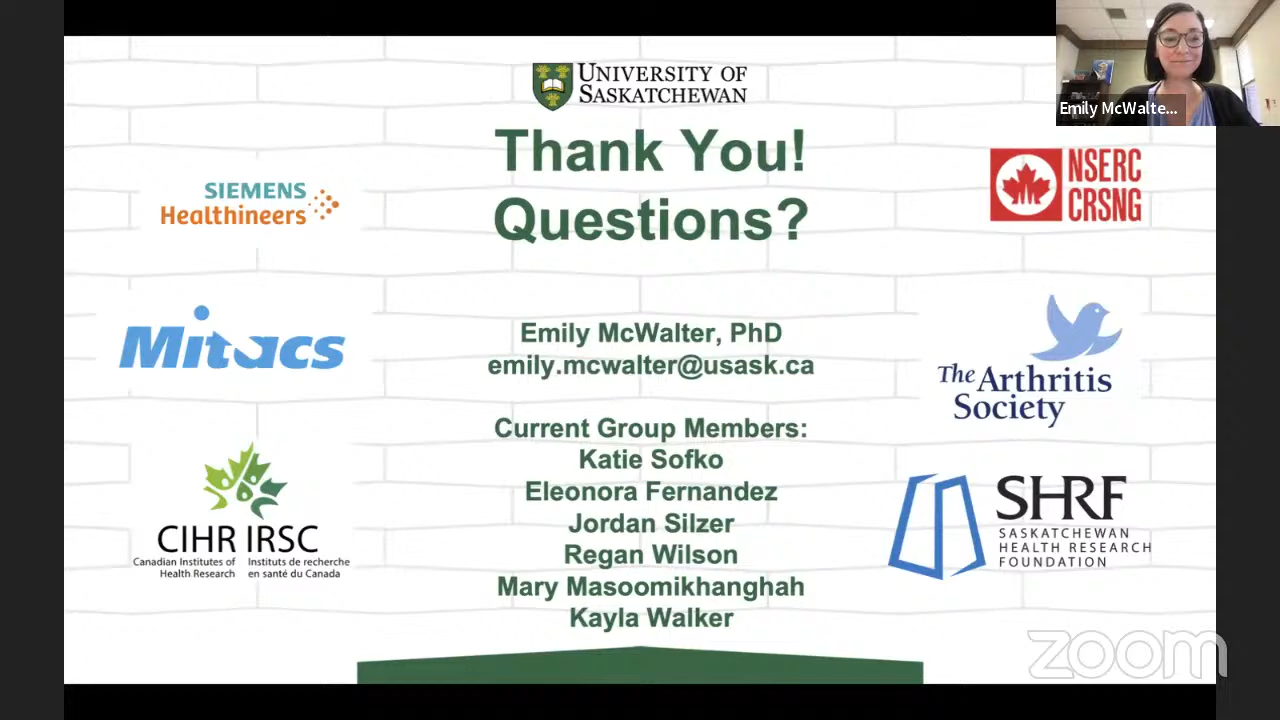 UNIVERSITY OF
SASKATCHEWAN
Thank You!
Questions?
Emily McWalte...
SIEMENS
Healthineers
NSERC
CRSNG
Mitacs
The Arthritis
Society
Emily McWalter, PhD
emily.mcwalter@usask.ca
Current Group Members:
Katie Sofko
Eleonora Fernandez
Jordan Silzer
Regan Wilson
Mary Masoomikhanghah
Kayla Walker
CIHR IRSC
Canadian Institutes of
Health Research
Instituts de recherche
en santé du Canada
SHRF
SASKATCHEWAN
HEALTH RESEARCH
FOUNDATION
zoom